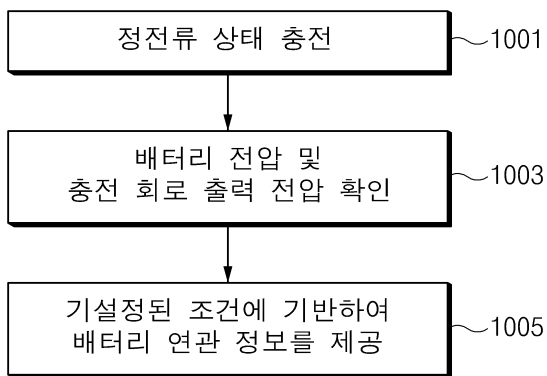 정전류 상태 충전
1001
배터리 전압 및
충전 회로 출력 전압 확인
1003
기설정된 조건에 기반하여
배터리 연관 정보를 제공
1005